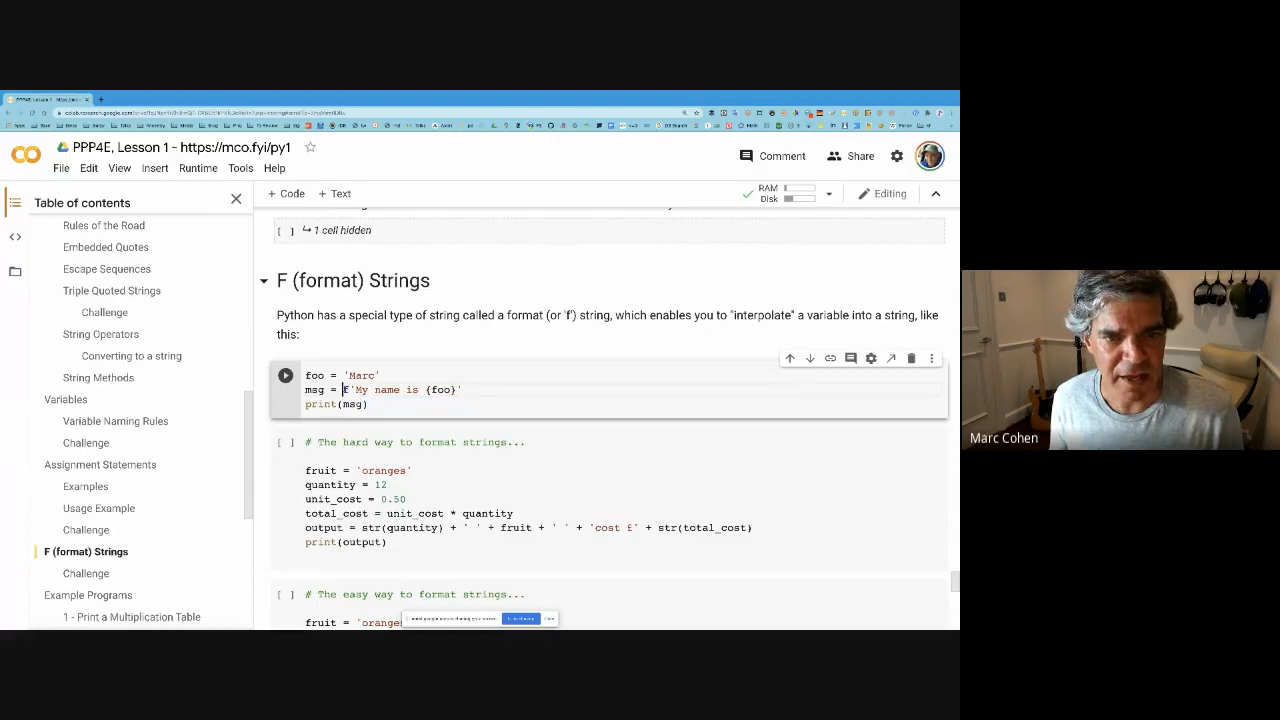 PPP4E, Lesson 1 - https://mco.fyi/py1
File Edit View Insert Runtime Tools Help
Comment
Share
+ Code + Text
RAM
Disk
Editing
Table of contents
Rules of the Road
Embedded Quotes
Escape Sequences
Triple Quoted Strings
Challenge
String Operators
Converting to a string
String Methods
Variables
Variable Naming Rules
Challenge
Assignment Statements
Examples
Usage Example
Challenge
F (format) Strings
Challenge
Example Programs
1 - Print a Multiplication Table
[ ] ↳ 1 cell hidden
F (format) Strings
Python has a special type of string called a format (or 'f') string, which enables you to "interpolate" a variable into a string, like
this:
foo = 'Marc'
msg = f'My name is {foo}'
print(msg)
[ ] # The hard way to format strings...
fruit = 'oranges'
quantity = 12
unit_cost = 0.50
total_cost = unit_cost * quantity
output = str(quantity) + ' ' + fruit + ' ' + 'cost £' + str(total_cost)
print(output)
[ ] # The easy way to format strings...
Marc Cohen